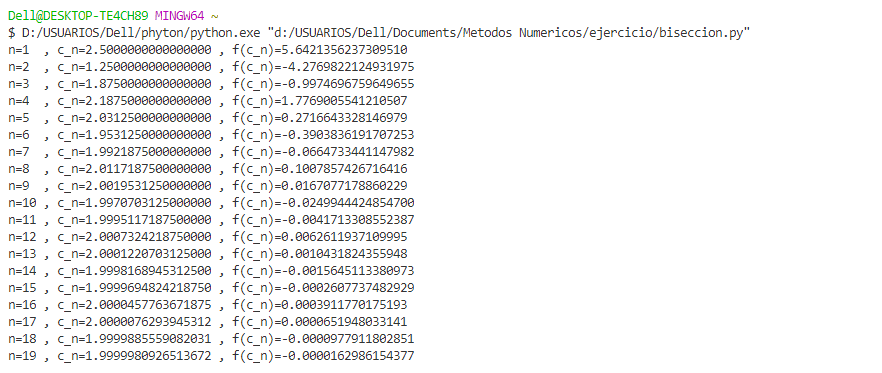 Dell@DESKTOP-TE4CH89 MINGW64 ~
$ D:/USUARIOS/Dell/phyton/python.exe "d:/USUARIOS/Dell/Documents/Metodos Numericos/ejercicio/biseccion.py"
n=1 , c_n=2.5000000000000000 , f(c_n)=5.6421356237309510
n=2 , c_n=1.2500000000000000 , f(c_n)=-4.2769822124931975
n=3 , c_n=1.8750000000000000 , f(c_n)=-0.9974696759649655
n=4 , c_n=2.1875000000000000 , f(c_n)=1.7769005541210507
n=5 , c_n=2.0312500000000000 , f(c_n)=0.2716643328146979
n=6 , c_n=1.9531250000000000 , f(c_n)=-0.3903836191707253
n=7 , c_n=1.9921875000000000 , f(c_n)=-0.0664733441147982
n=8 , c_n=2.0117187500000000 , f(c_n)=0.1007857426716416
n=9 , c_n=2.0019531250000000 , f(c_n)=0.0167077178860229
n=10 , c_n=1.9970703125000000 , f(c_n)=-0.0249944424854700
n=11 , c_n=1.9995117187500000 , f(c_n)=-0.0041713308552387
n=12 , c_n=2.0007324218750000 , f(c_n)=0.0062611937109995
n=13 , c_n=2.0001220703125000 , f(c_n)=0.0010431824355948
n=14 , c_n=1.9998168945312500 , f(c_n)=-0.0015645113380973
n=15 , c_n=1.9999694824218750 , f(c_n)=-0.0002607737482929
n=16 , c_n=2.0000457763671875 , f(c_n)=0.0003911770175193
n=17 , c_n=2.0000076293945312 , f(c_n)=0.0000651948033141
n=18 , c_n=1.9999885559082031 , f(c_n)=-0.0000977911802851
n=19 , c_n=1.9999980926513672 , f(c_n)=-0.0000162986154377